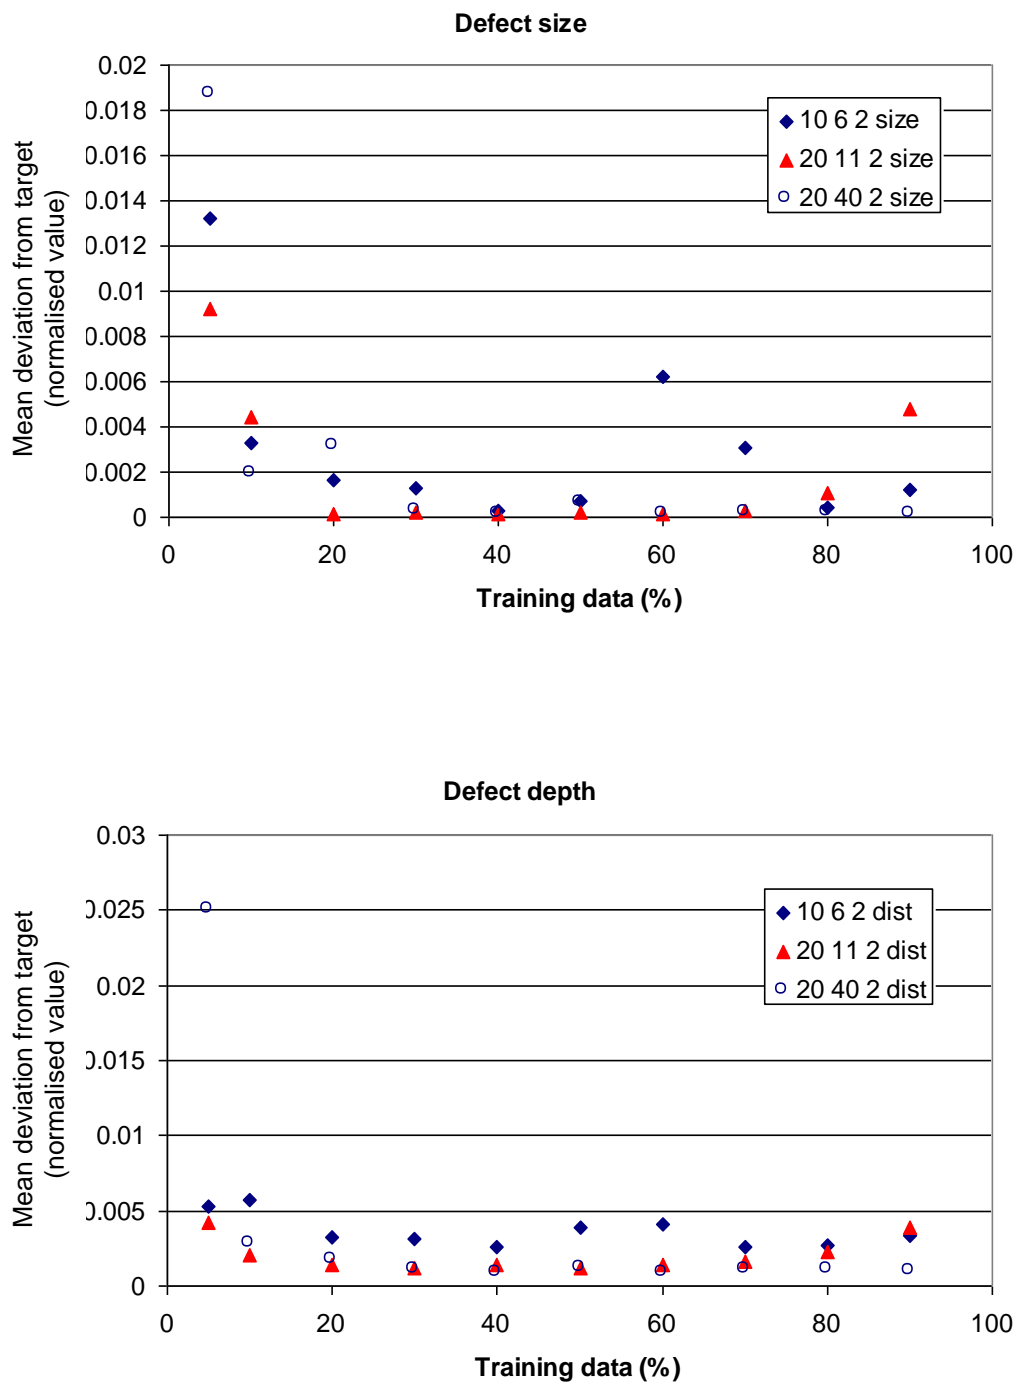 Defect size
0.02
0.018
0.016
0.014
0.012
0.01
0.008
0.006
0.004
0.002
0
0
20
40
60
80
100
Mean deviation from target
(normalised value)
Training data (%)
10 6 2 size
20 11 2 size
20 40 2 size
Defect depth
0.03
0.025
0.02
0.015
0.01
0.005
0
0
20
40
60
80
100
Mean deviation from target
(normalised value)
Training data (%)
10 6 2 dist
20 11 2 dist
20 40 2 dist